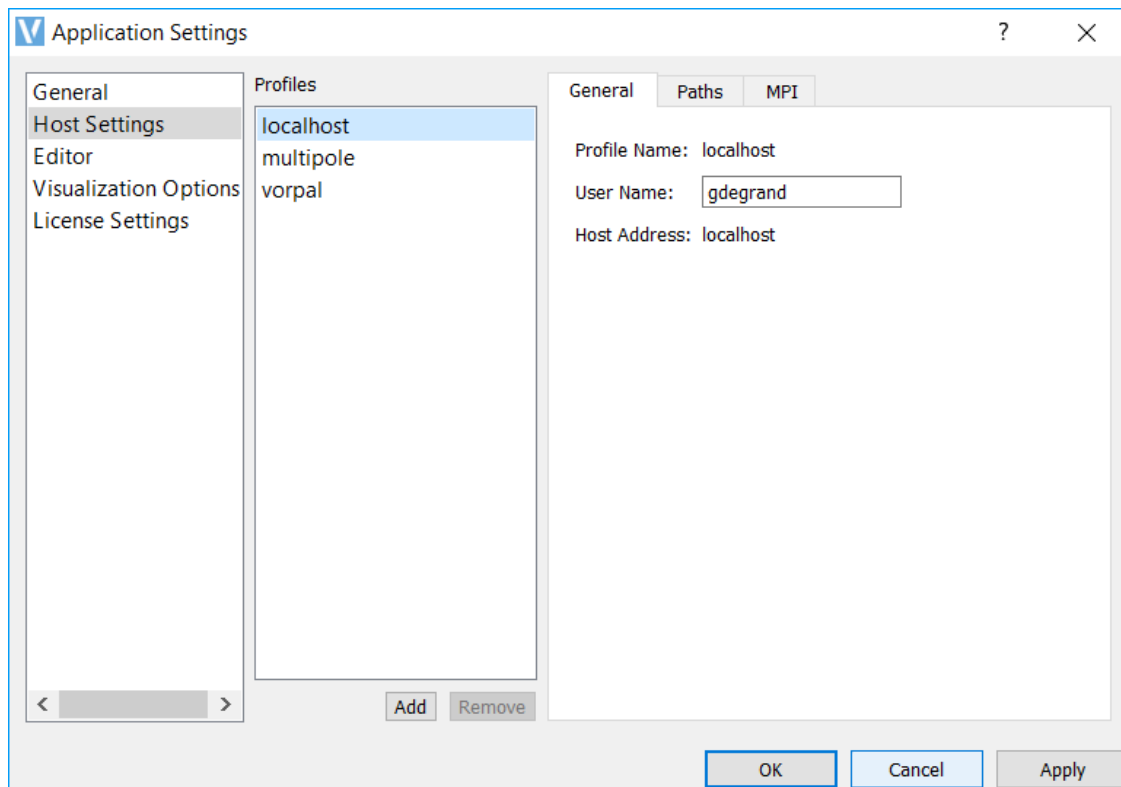 Application Settings
?
General
Host Settings
Editor
Visualization Options
License Settings
Profiles
localhost
multipole
vorpal
Add
Remove
General
Paths
MPI
Profile Name: localhost
User Name: gdegrand
Host Address: localhost
OK
Cancel
Apply